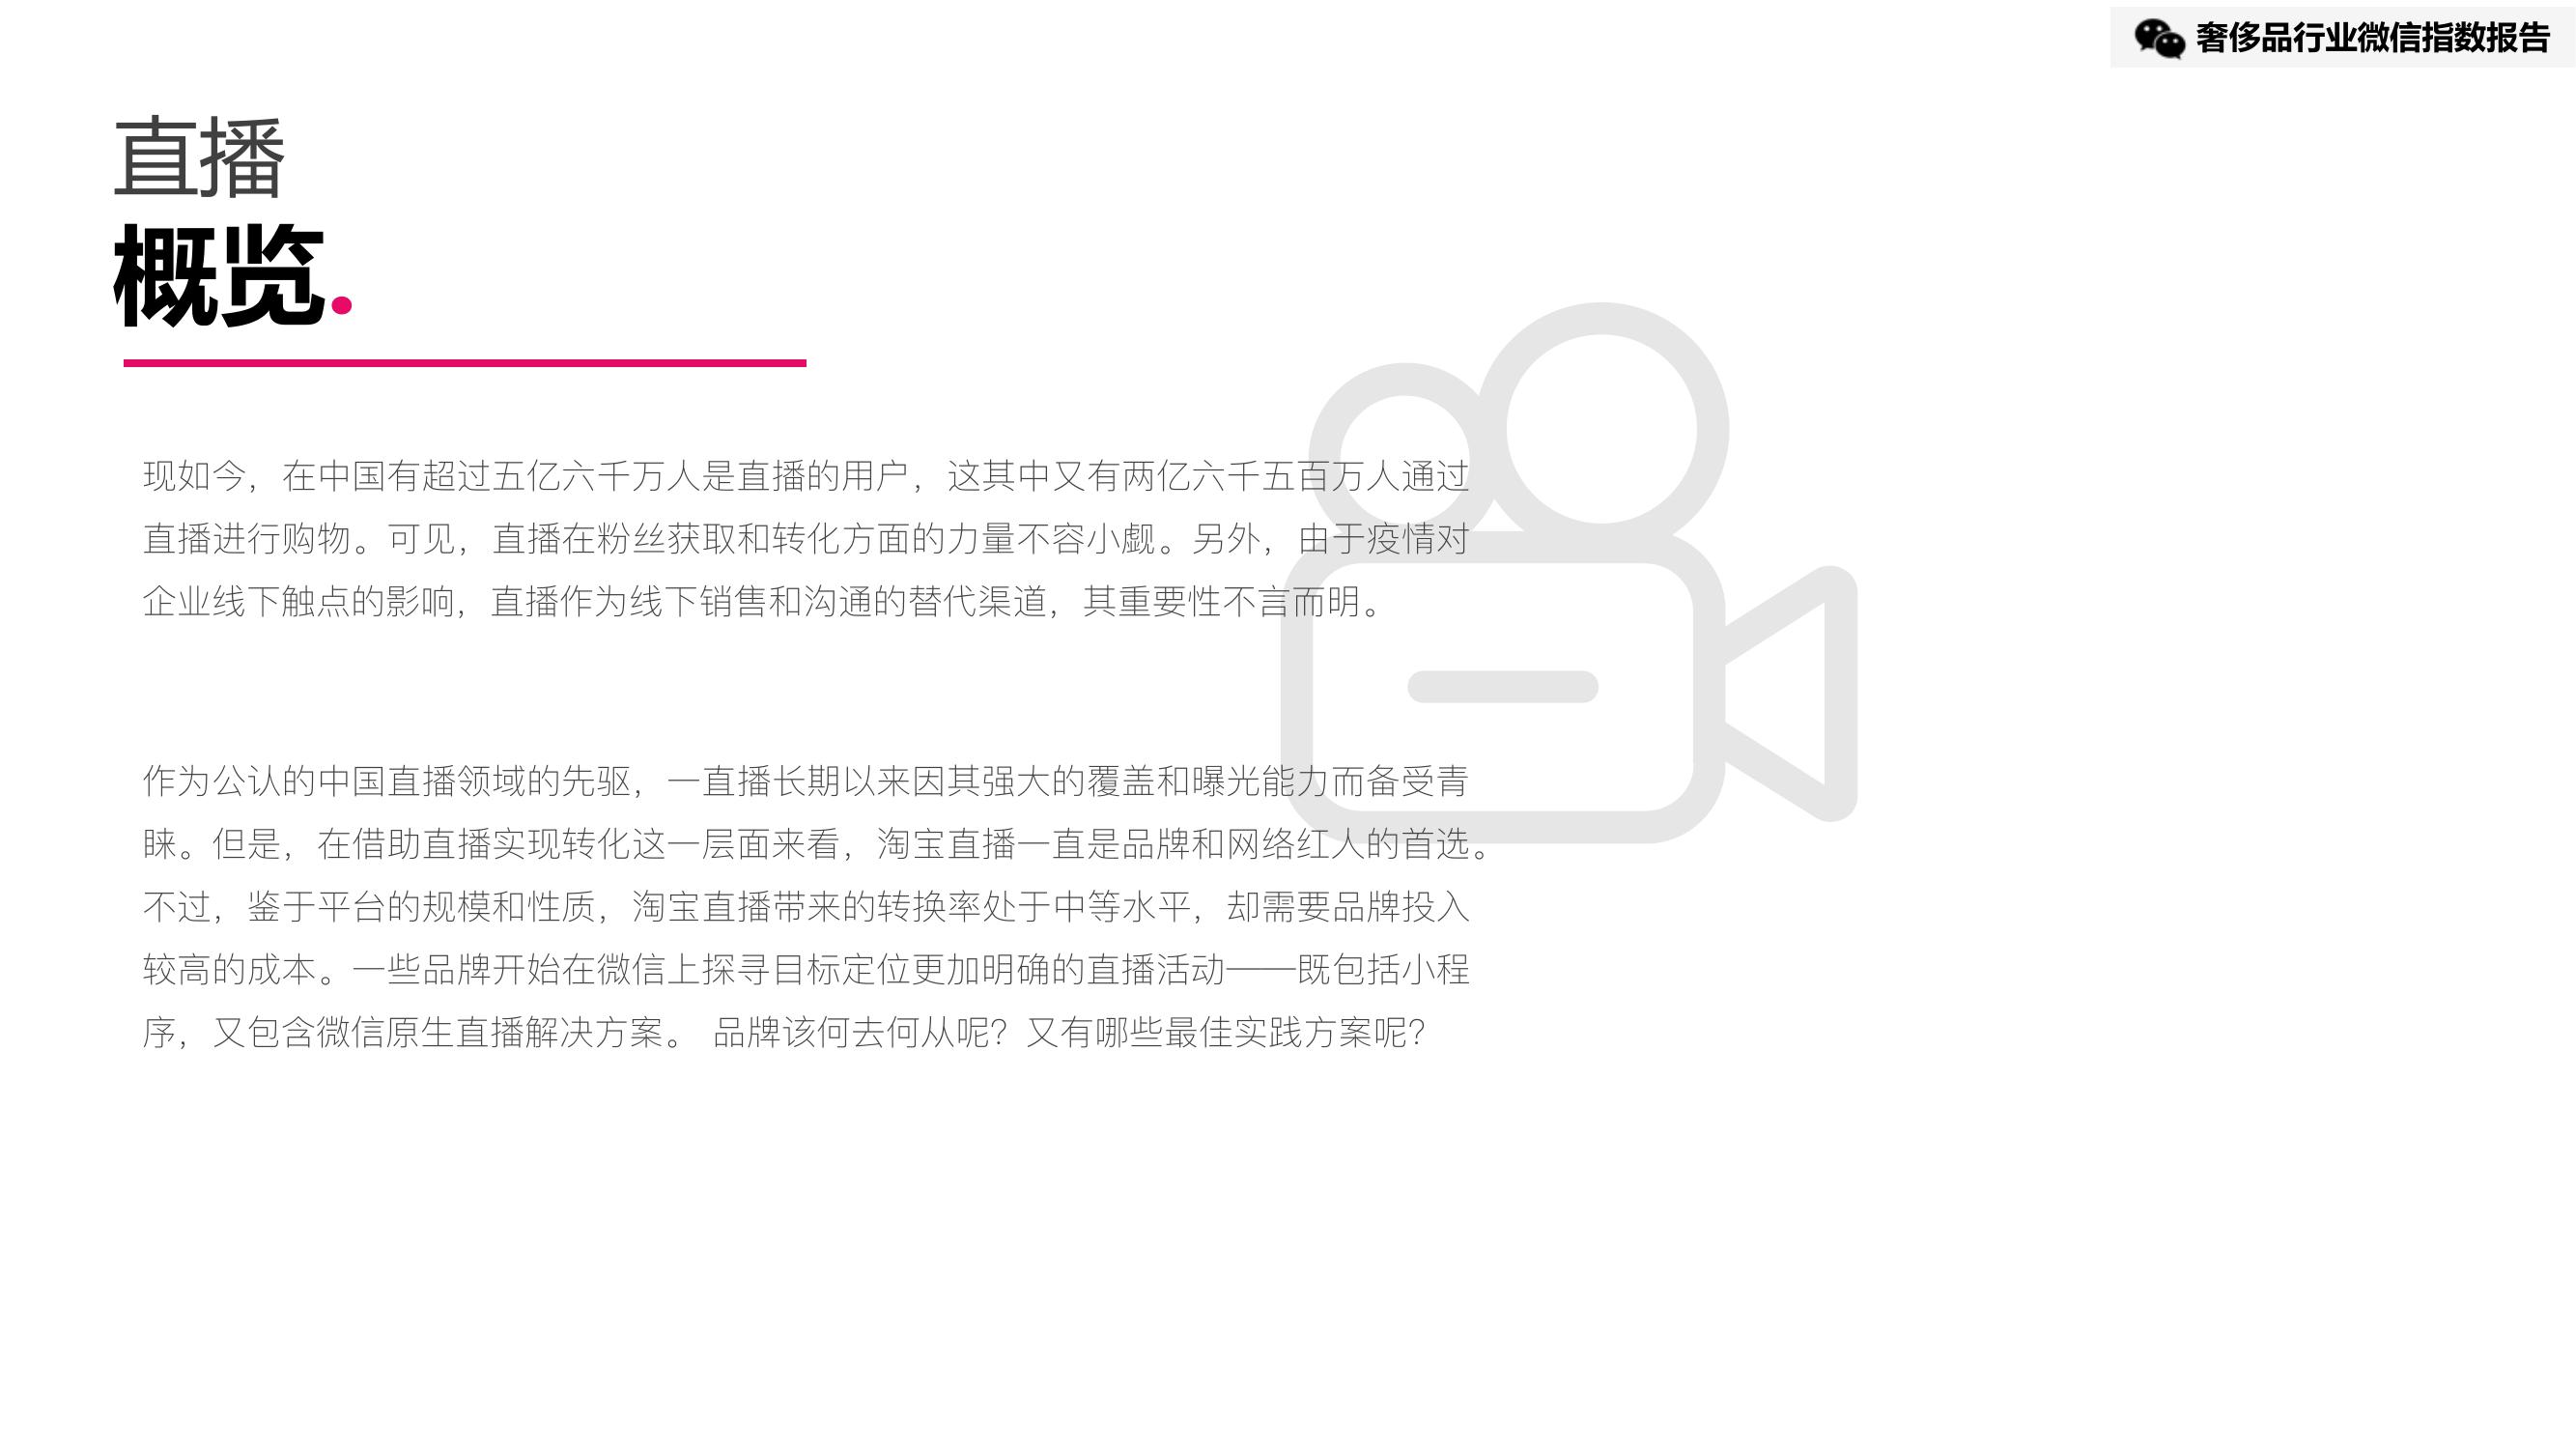 奢侈品行业微信指数报告
直播
概览.
现如今，在中国有超过五亿六千万人是直播的用户，这其中又有两亿六千五百万人通过
直播进行购物。可见，直播在粉丝获取和转化方面的力量不容小觑。另外，由于疫情对
企业线下触点的影响，直播作为线下销售和沟通的替代渠道，其重要性不言而明。
作为公认的中国直播领域的先驱，一直播长期以来因其强大的覆盖和曝光能力而备受青
睐。但是，在借助直播实现转化这一层面来看，淘宝直播一直是品牌和网络红人的首选。
不过，鉴于平台的规模和性质，淘宝直播带来的转换率处于中等水平，却需要品牌投入
较高的成本。一些品牌开始在微信上探寻目标定位更加明确的直播活动——既包括小程
序，又包含微信原生直播解决方案。 品牌该何去何从呢？又有哪些最佳实践方案呢？